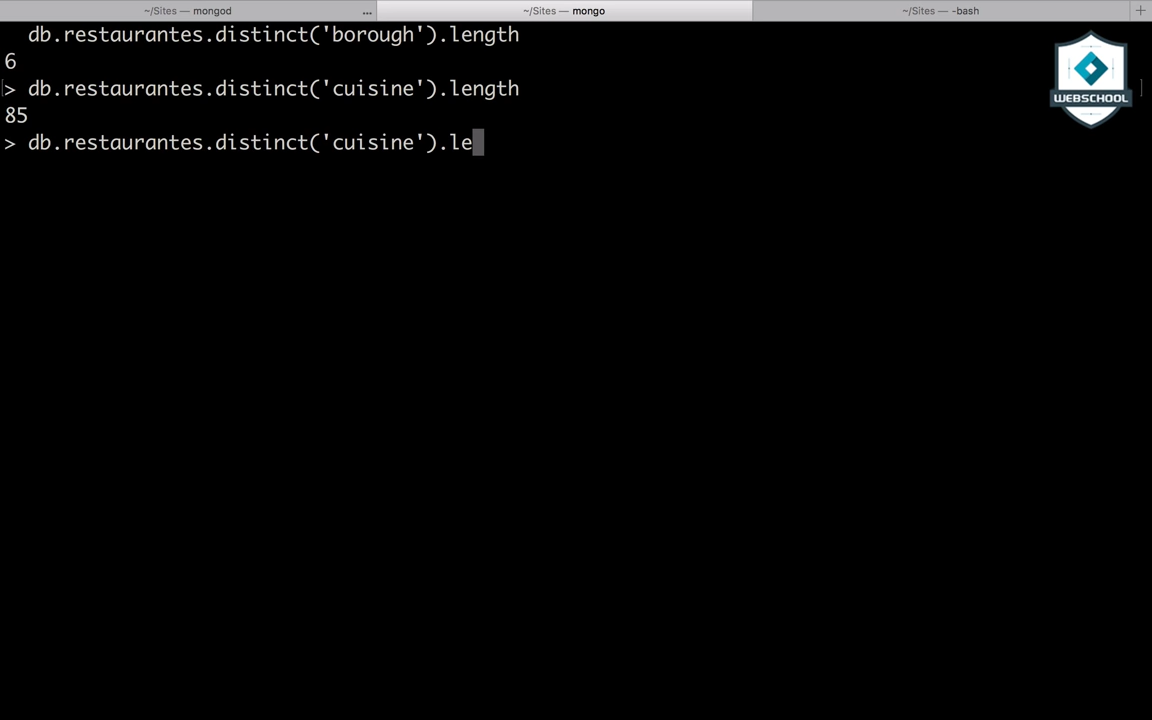 ~/Sites — mongod ...
~/Sites — mongo
~/Sites — -bash
db.restaurantes.distinct('borough').length
6
> db.restaurantes.distinct('cuisine').length
85
> db.restaurantes.distinct('cuisine').le
WEBSCHOOL